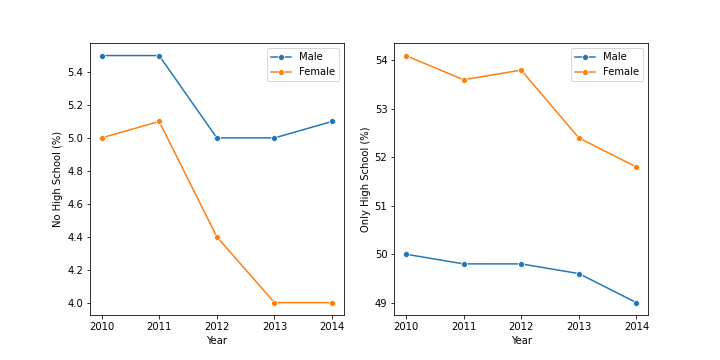 No High School (%)
5.4
5.2
5.0
4.8
4.6
4.4
4.2
4.0
2010 2011 2012 2013 2014
Year
Male
Female
Only High School (%)
54
53
52
51
50
49
2010 2011 2012 2013 2014
Year
Male
Female